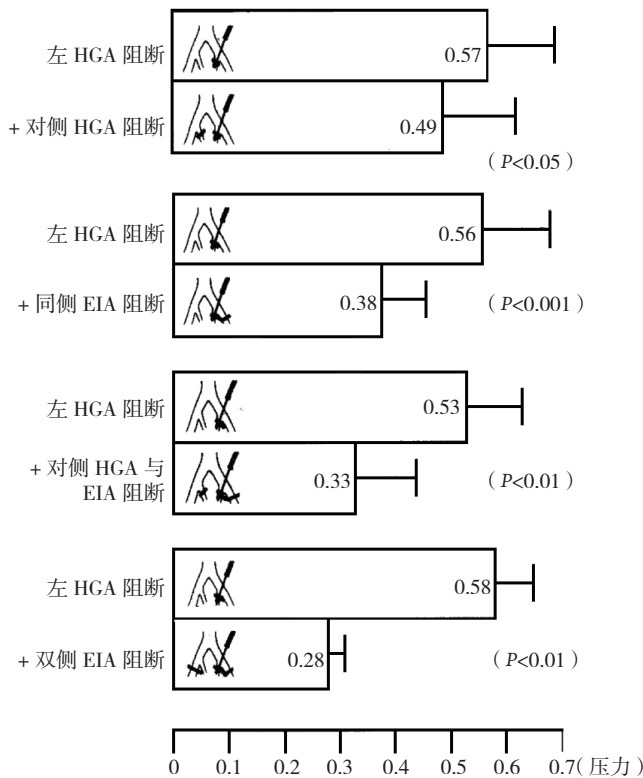 左 HGA 阻断
0.57
+ 对侧 HGA 阻断
0.49
（P<0.05）
左 HGA 阻断
0.56
+ 同侧 EIA 阻断
0.38
（P<0.001）
左 HGA 阻断
0.53
+ 对侧 HGA 与
EIA 阻断
0.33
（P<0.01）
左 HGA 阻断
0.58
+ 双侧 EIA 阻断
0.28
（P<0.01）
0 0.1 0.2 0.3 0.4 0.5 0.6 0.7（压力）